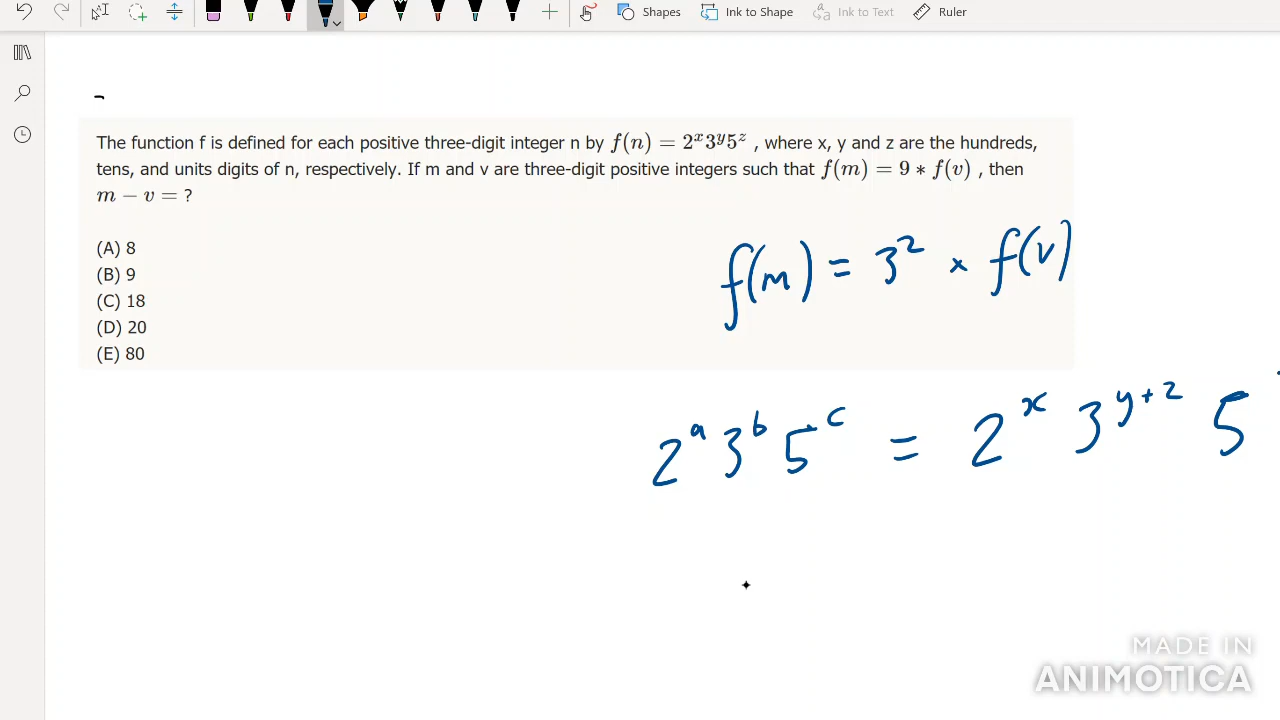 Shapes Ink to Shape Ink to Text Ruler
The function f is defined for each positive three-digit integer n by f(n) = 2^x3^y5^z , where x, y and z are the hundreds,
tens, and units digits of n, respectively. If m and v are three-digit positive integers such that f(m) = 9 * f(v) , then
m − v = ?
(A) 8
(B) 9
(C) 18
(D) 20
(E) 80
f(m) = 3^2 × f(v)
2^a 3^b 5^c = 2^x 3^{y+2} 5
MADE IN
ANIMOTICA